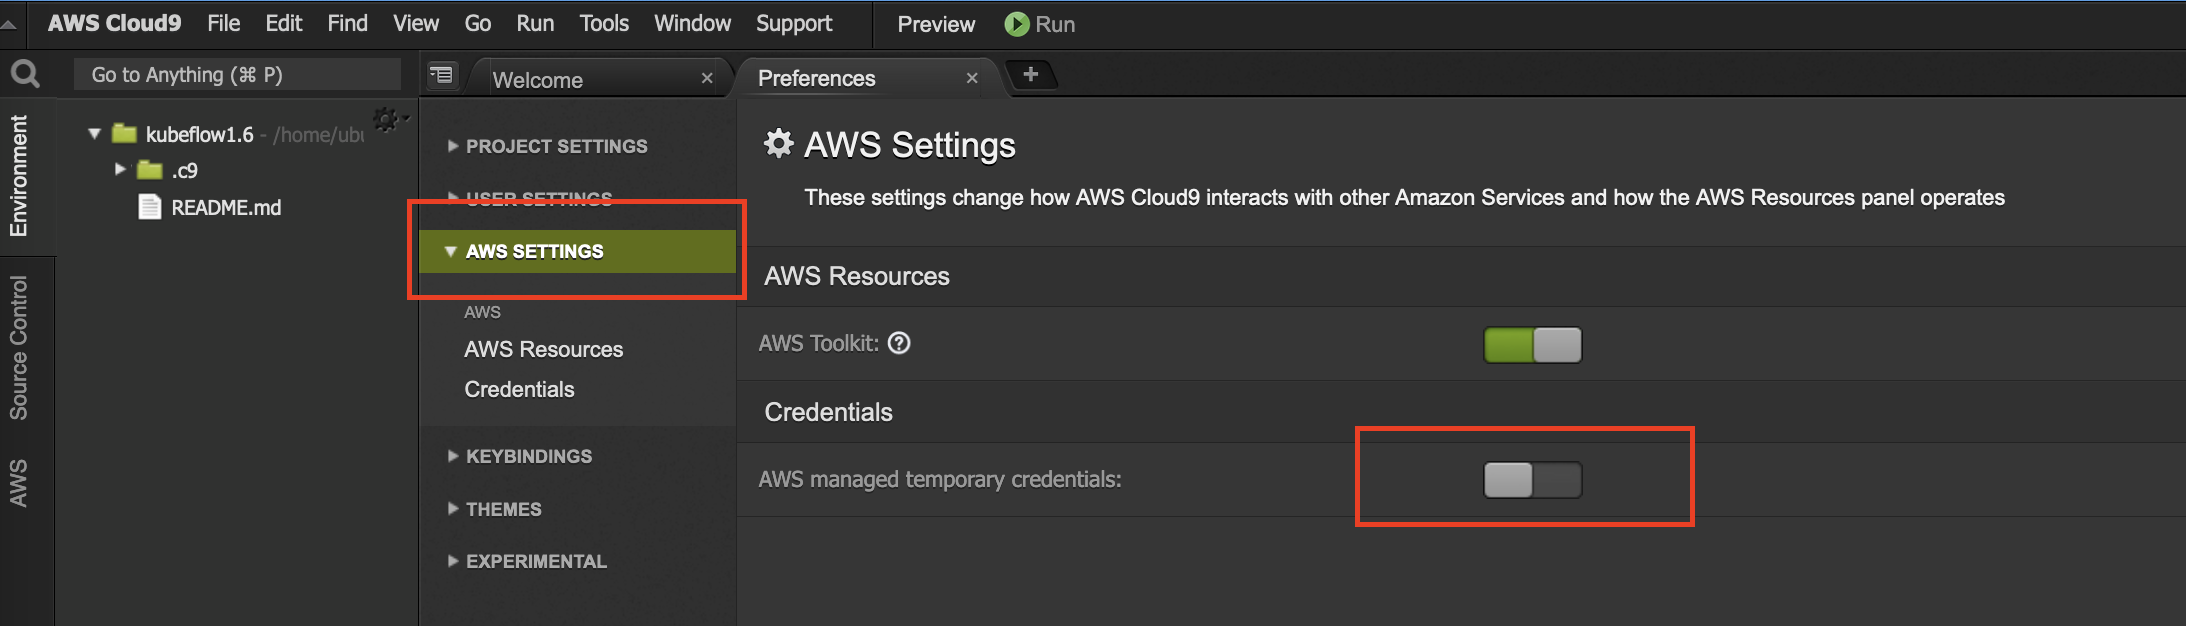 AWS Cloud9 File Edit Find View Go Run Tools Window Support Preview Run
Go to Anything (⌘ P)
Welcome
Preferences
Environment
Source Control
AWS
kubeflow1.6 - /home/ubu
.c9
README.md
PROJECT SETTINGS
USER SETTINGS
AWS SETTINGS
AWS
AWS Resources
Credentials
KEYBINDINGS
THEMES
EXPERIMENTAL
AWS Settings
These settings change how AWS Cloud9 interacts with other Amazon Services and how the AWS Resources panel operates
AWS Resources
AWS Toolkit: ?
Credentials
AWS managed temporary credentials: